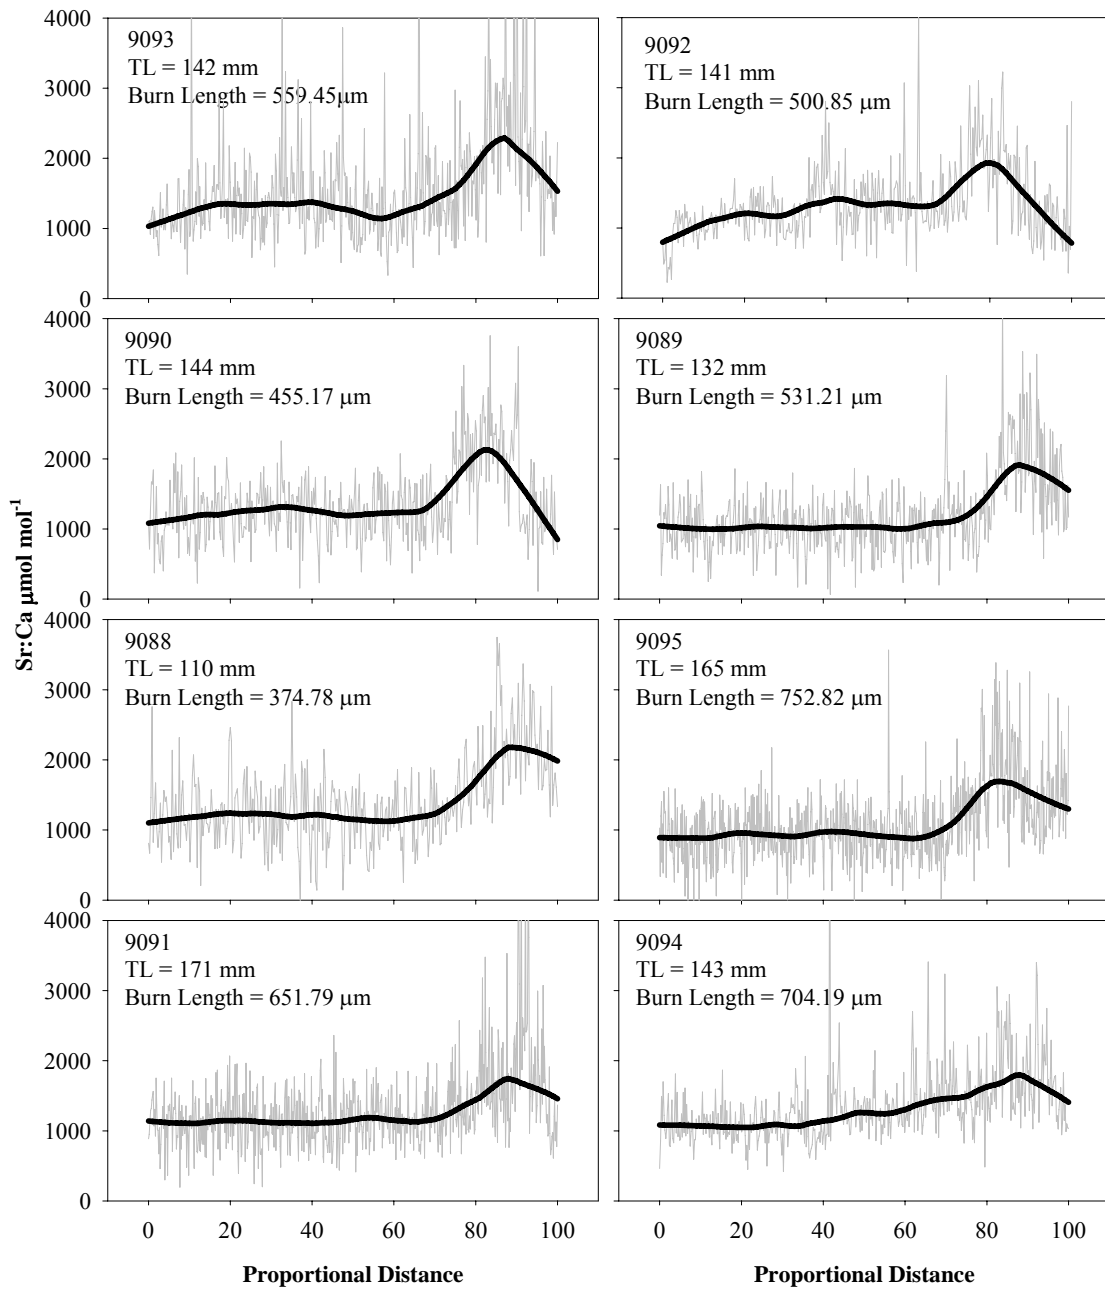 4000
3000
2000
1000
0
9093
TL = 142 mm
Burn Length = 559.45μm
9092
TL = 141 mm
Burn Length = 500.85 μm
4000
3000
2000
1000
0
9090
TL = 144 mm
Burn Length = 455.17 μm
9089
TL = 132 mm
Burn Length = 531.21 μm
Sr:Ca μmol mol⁻¹
4000
3000
2000
1000
0
9088
TL = 110 mm
Burn Length = 374.78 μm
9095
TL = 165 mm
Burn Length = 752.82 μm
4000
3000
2000
1000
0
9091
TL = 171 mm
Burn Length = 651.79 μm
9094
TL = 143 mm
Burn Length = 704.19 μm
0 20 40 60 80 100
0 20 40 60 80 100
Proportional Distance
Proportional Distance